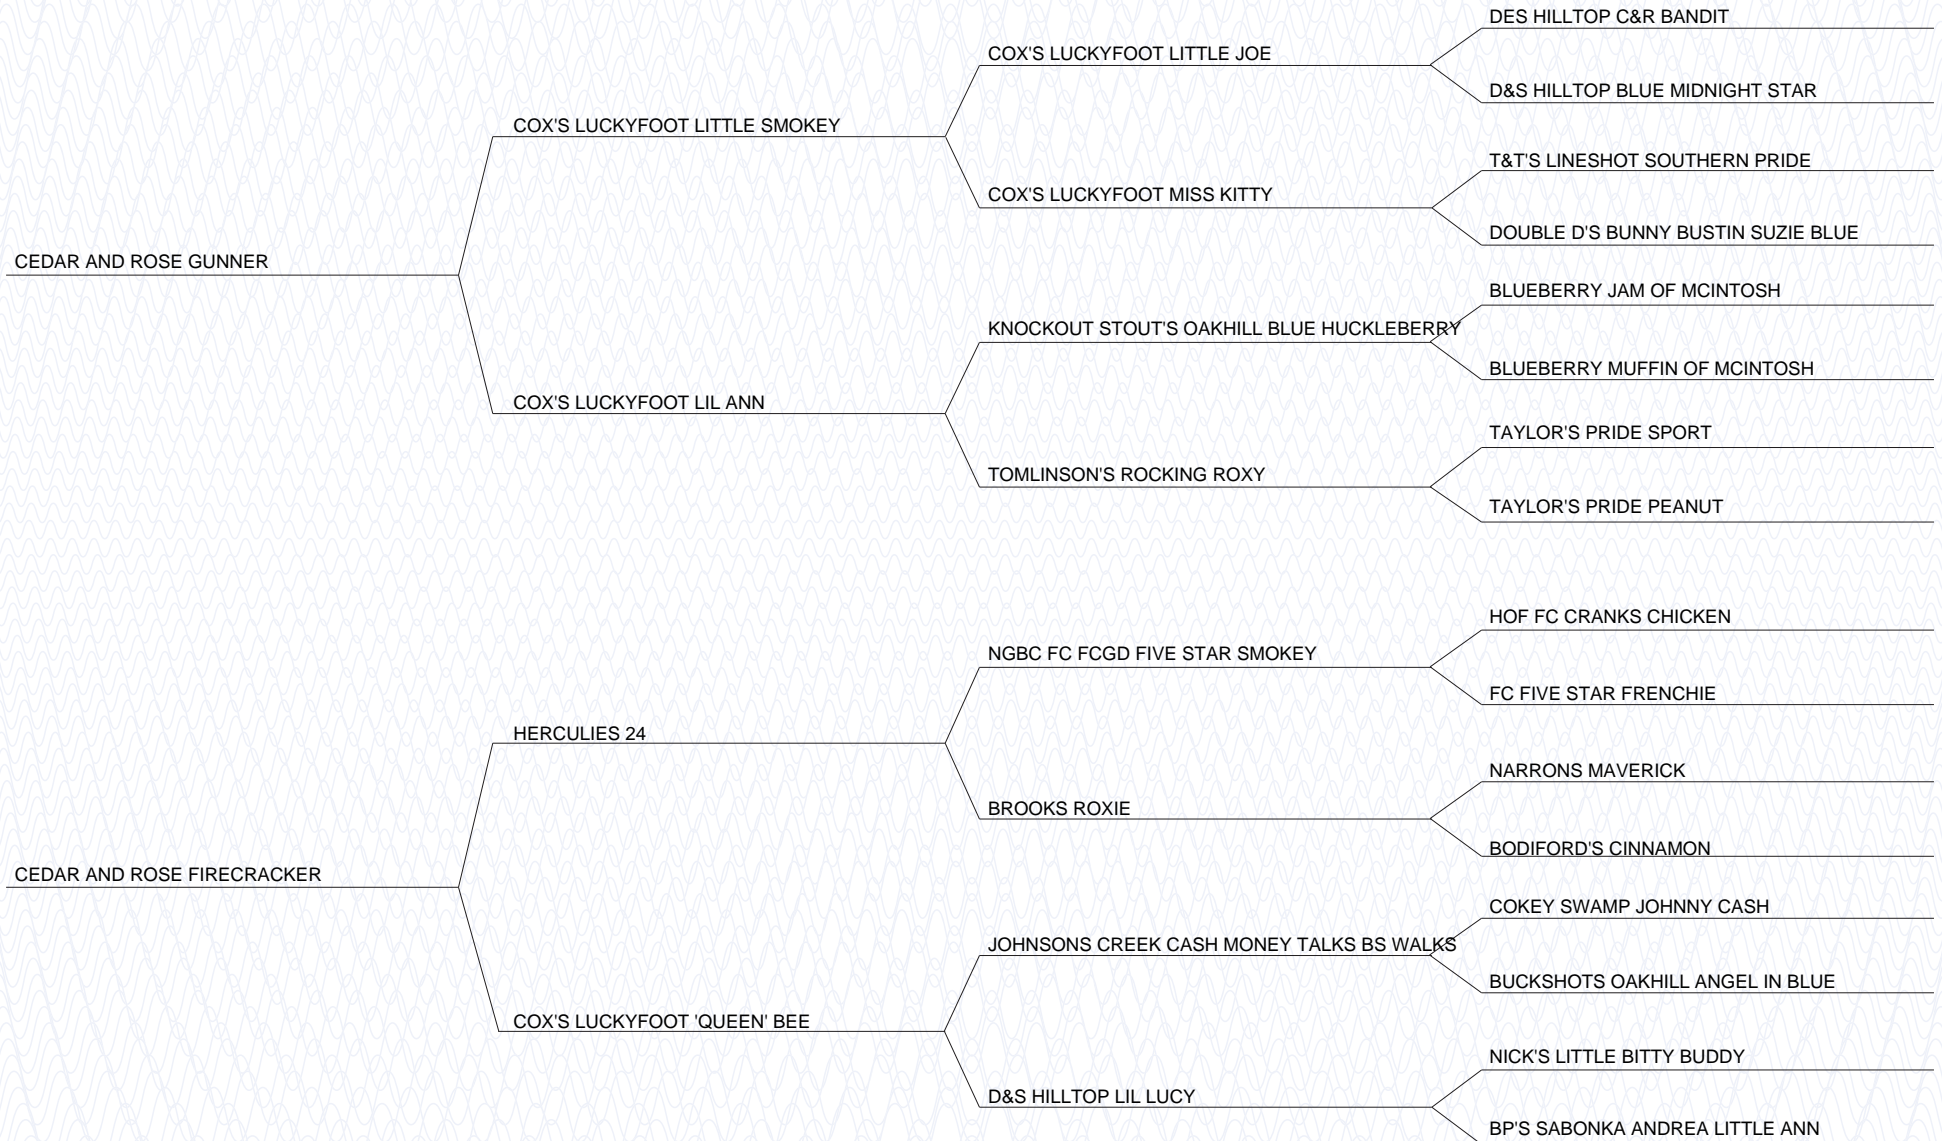 DES HILLTOP C&R BANDIT
COX'S LUCKYFOOT LITTLE JOE
D&S HILLTOP BLUE MIDNIGHT STAR
COX'S LUCKYFOOT LITTLE SMOKEY
T&T'S LINESHOT SOUTHERN PRIDE
COX'S LUCKYFOOT MISS KITTY
DOUBLE D'S BUNNY BUSTIN SUZIE BLUE
CEDAR AND ROSE GUNNER
BLUEBERRY JAM OF MCINTOSH
KNOCKOUT STOUT'S OAKHILL BLUE HUCKLEBERRY
BLUEBERRY MUFFIN OF MCINTOSH
COX'S LUCKYFOOT LIL ANN
TAYLOR'S PRIDE SPORT
TOMLINSON'S ROCKING ROXY
TAYLOR'S PRIDE PEANUT
HOF FC CRANKS CHICKEN
NGBC FC FCGD FIVE STAR SMOKEY
FC FIVE STAR FRENCHIE
HERCULIES 24
NARRONS MAVERICK
BROOKS ROXIE
BODIFORD'S CINNAMON
CEDAR AND ROSE FIRECRACKER
COKEY SWAMP JOHNNY CASH
JOHNSONS CREEK CASH MONEY TALKS BS WALKS
BUCKSHOTS OAKHILL ANGEL IN BLUE
COX'S LUCKYFOOT 'QUEEN' BEE
NICK'S LITTLE BITTY BUDDY
D&S HILLTOP LIL LUCY
BP'S SABONKA ANDREA LITTLE ANN